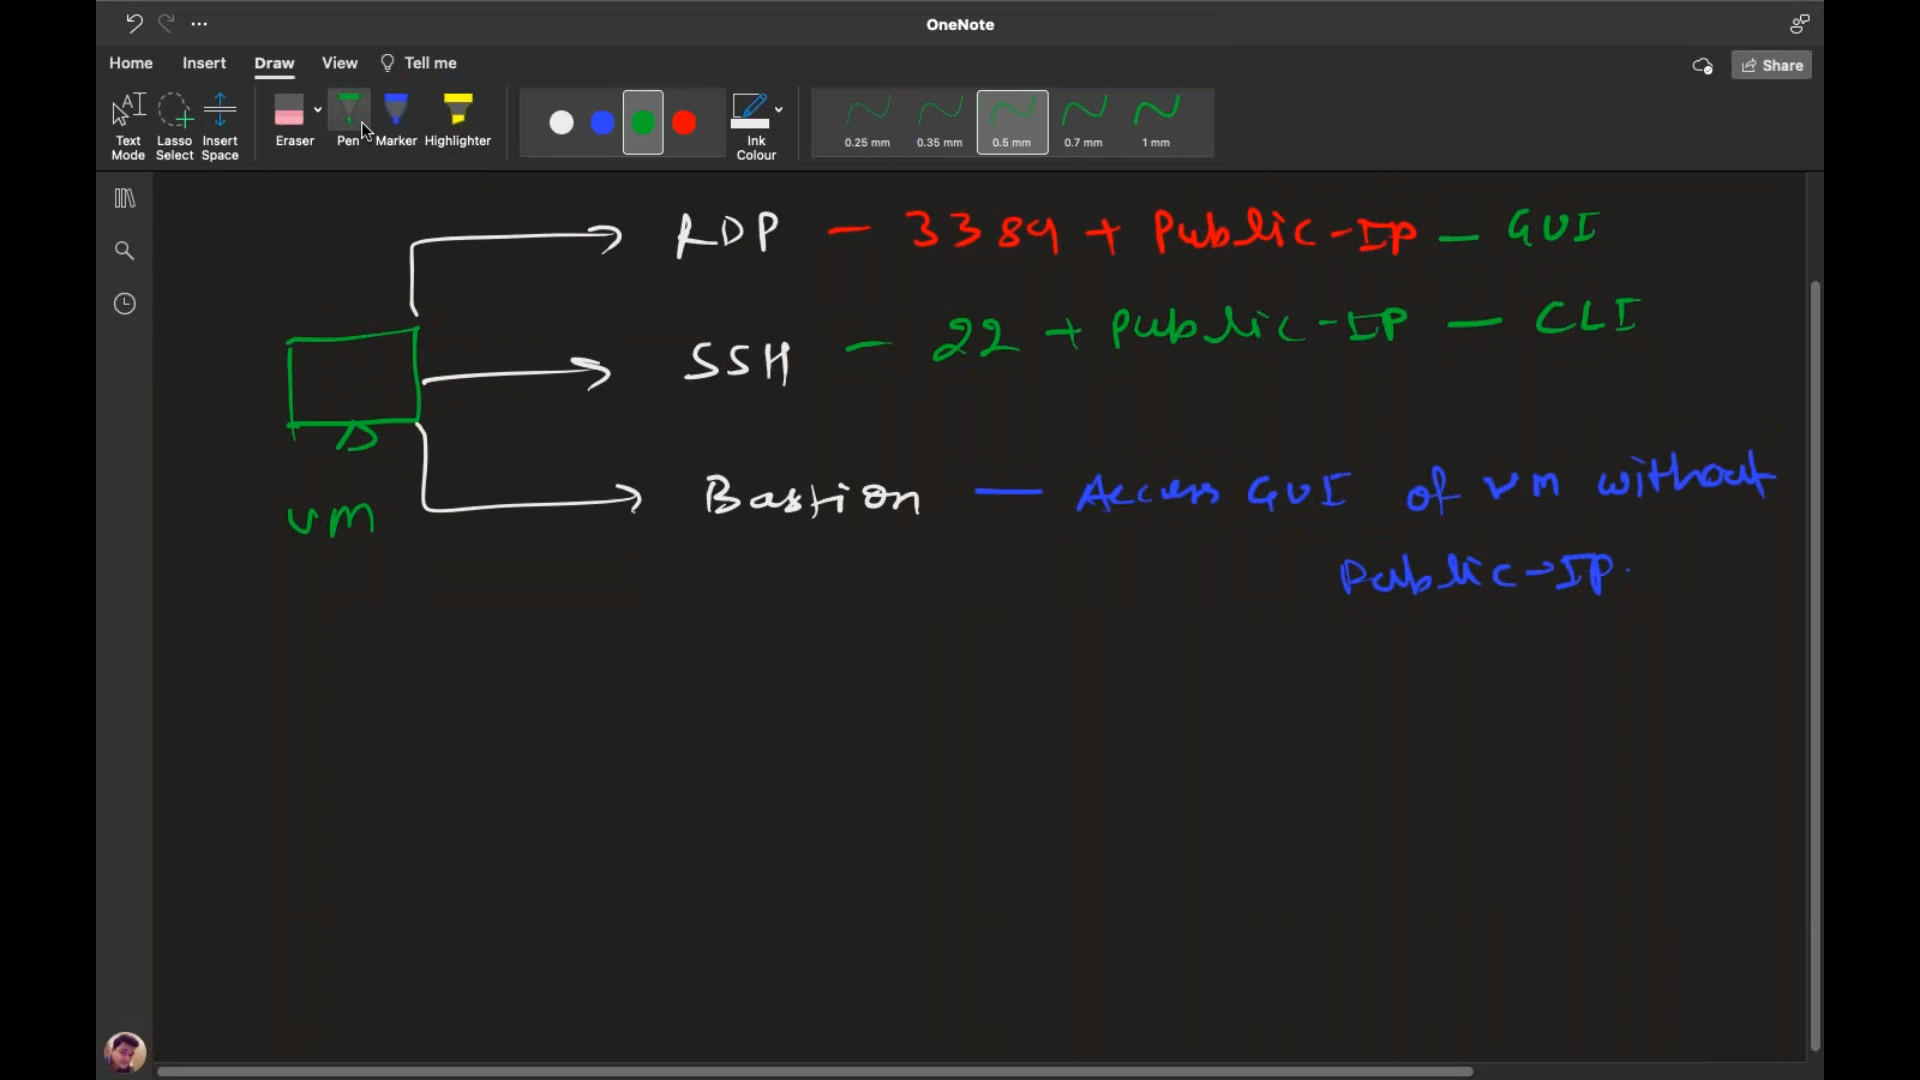 OneNote
Home Insert Draw View Tell me
Share
Text Mode
Lasso Select
Insert Space
Eraser
Pen
Marker
Highlighter
Ink Colour
0.25 mm
0.35 mm
0.5 mm
0.7 mm
1 mm
RDP - 3389 + Public-IP - GUI
SSH - 22 + Public-IP - CLI
Bastion - Access GUI of vm without
Public-IP.
vm